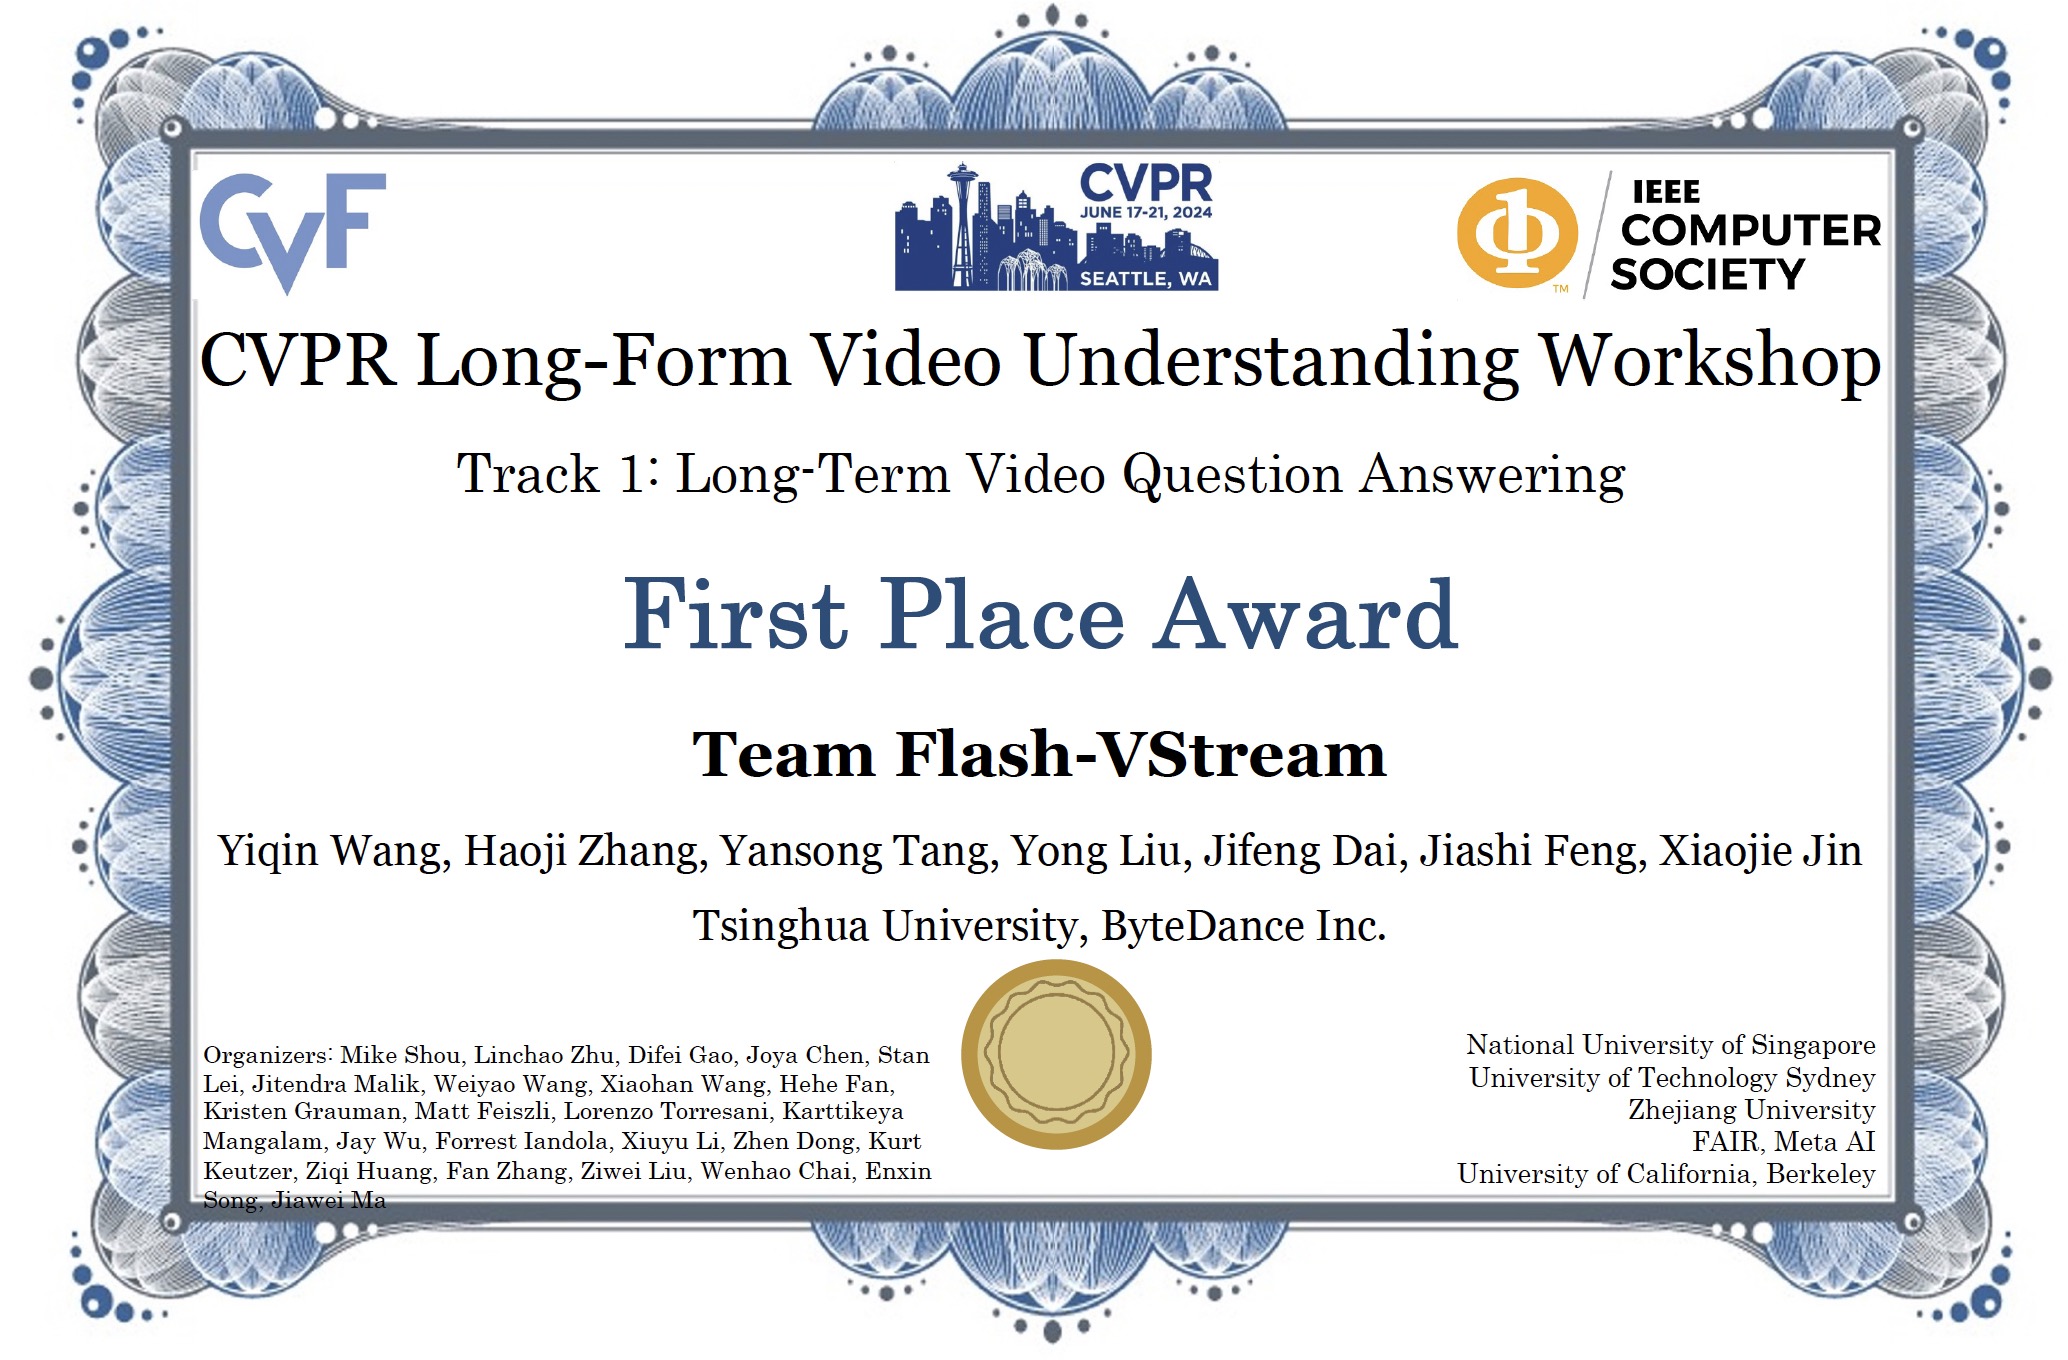 CVF
CVPR
JUNE 17-21, 2024
SEATTLE, WA
IEEE
COMPUTER
SOCIETY
TM
CVPR Long-Form Video Understanding Workshop
Track 1: Long-Term Video Question Answering
First Place Award
Team Flash-VStream
Yiqin Wang, Haoji Zhang, Yansong Tang, Yong Liu, Jifeng Dai, Jiashi Feng, Xiaojie Jin
Tsinghua University, ByteDance Inc.
Organizers: Mike Shou, Linchao Zhu, Difei Gao, Joya Chen, Stan
Lei, Jitendra Malik, Weiyao Wang, Xiaohan Wang, Hehe Fan,
Kristen Grauman, Matt Feiszli, Lorenzo Torresani, Karttikeya
Mangalam, Jay Wu, Forrest Iandola, Xiuyu Li, Zhen Dong, Kurt
Keutzer, Ziqi Huang, Fan Zhang, Ziwei Liu, Wenhao Chai, Enxin
Song, Jiawei Ma
National University of Singapore
University of Technology Sydney
Zhejiang University
FAIR, Meta AI
University of California, Berkeley